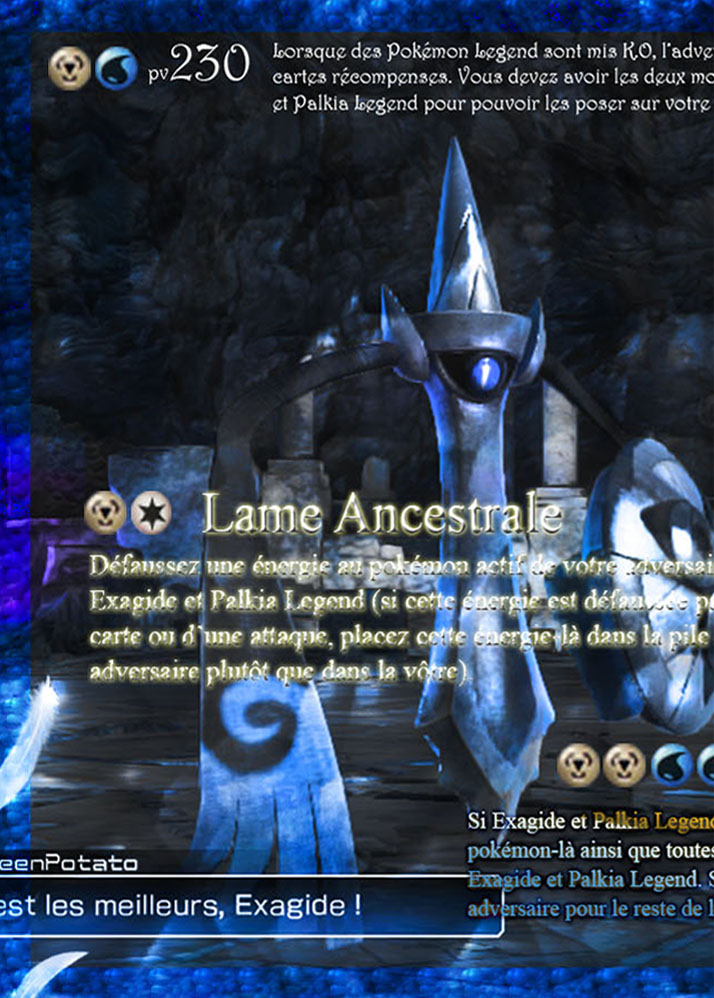 pv230
Lorsque des Pokémon Legend sont mis K.O, l'adve
cartes récompenses. Vous devez avoir les deux mo
et Palkia Legend pour pouvoir les poser sur votre
Lame Ancestrale
Défaussez une énergie au pokémon actif de votre adversai
Exagide et Palkia Legend (si cette énergie est défaussée p
carte ou d'une attaque, placez cette énergie-là dans la pile
adversaire plutôt que dans la vôtre)
Si Exagide et Palkia Legend
pokémon-là ainsi que toutes
Exagide et Palkia Legend. S
adversaire pour le reste de l
eenPotato
est les meilleurs, Exagide !